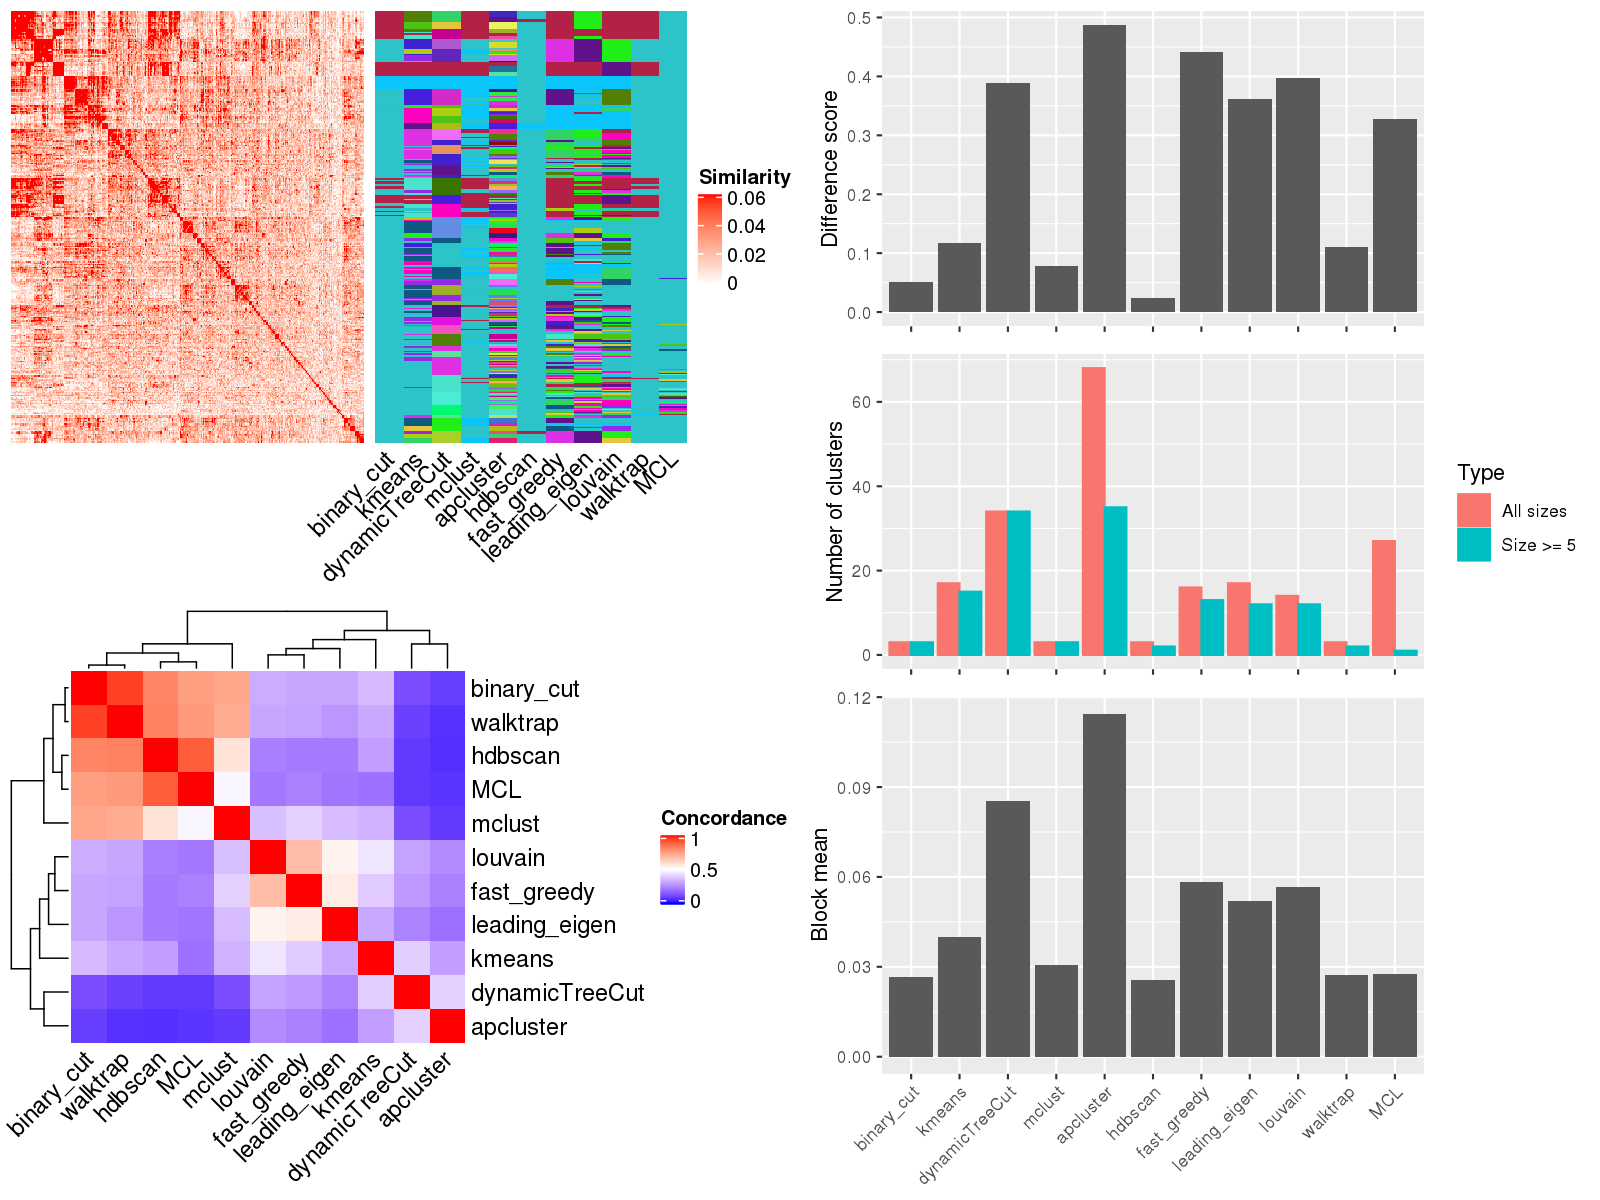 Similarity
0.06
0.04
0.02
0
binary_cut
kmeans
dynamicTreeCut
mclust
apcluster
hdbscan
fast_greedy
leading_eigen
louvain
walktrap
MCL
binary_cut
walktrap
hdbscan
MCL
mclust
louvain
fast_greedy
leading_eigen
kmeans
dynamicTreeCut
apcluster
binary_cut
walktrap
hdbscan
MCL
mclust
louvain
fast_greedy
leading_eigen
kmeans
dynamicTreeCut
apcluster
Concordance
1
0.5
0
Difference score
0.5
0.4
0.3
0.2
0.1
0.0
Number of clusters
60
40
20
0
Type
All sizes
Size >= 5
Block mean
0.12
0.09
0.06
0.03
0.00
binary_cut
kmeans
dynamicTreeCut
mclust
apcluster
hdbscan
fast_greedy
leading_eigen
louvain
walktrap
MCL